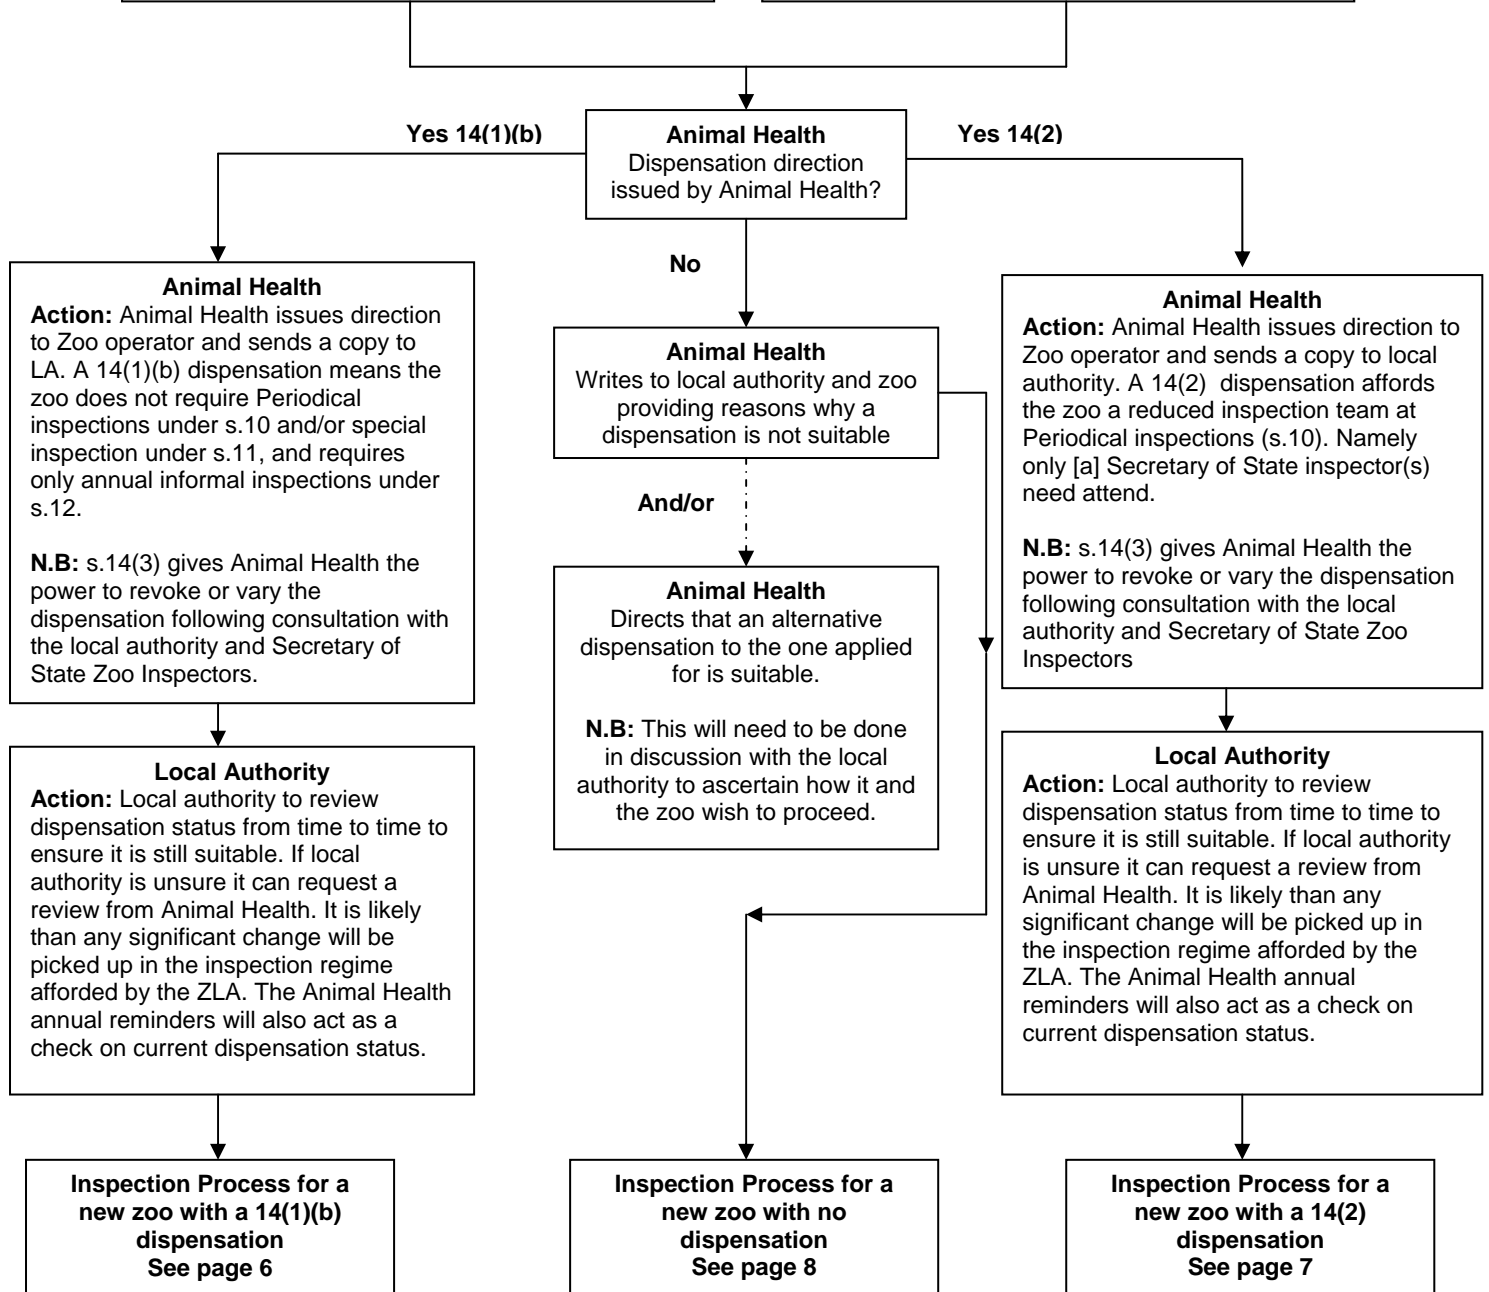 Yes 14(1)(b)
Animal Health
Dispensation direction
issued by Animal Health?
Yes 14(2)
No
Animal Health
Action: Animal Health issues direction
to Zoo operator and sends a copy to
LA. A 14(1)(b) dispensation means the
zoo does not require Periodical
inspections under s.10 and/or special
inspection under s.11, and requires
only annual informal inspections under
s.12.
N.B: s.14(3) gives Animal Health the
power to revoke or vary the
dispensation following consultation with
the local authority and Secretary of
State Zoo Inspectors.
Animal Health
Writes to local authority and zoo
providing reasons why a
dispensation is not suitable
And/or
Animal Health
Directs that an alternative
dispensation to the one applied
for is suitable.
N.B: This will need to be done
in discussion with the local
authority to ascertain how it and
the zoo wish to proceed.
Animal Health
Action: Animal Health issues direction to
Zoo operator and sends a copy to local
authority. A 14(2)  dispensation affords
the zoo a reduced inspection team at
Periodical inspections (s.10). Namely
only [a] Secretary of State inspector(s)
need attend.
N.B: s.14(3) gives Animal Health the
power to revoke or vary the dispensation
following consultation with the local
authority and Secretary of State Zoo
Inspectors
Local Authority
Action: Local authority to review
dispensation status from time to time to
ensure it is still suitable. If local
authority is unsure it can request a
review from Animal Health. It is likely
than any significant change will be
picked up in the inspection regime
afforded by the ZLA. The Animal Health
annual reminders will also act as a
check on current dispensation status.
Local Authority
Action: Local authority to review
dispensation status from time to time to
ensure it is still suitable. If local authority
is unsure it can request a review from
Animal Health. It is likely than any
significant change will be picked up in
the inspection regime afforded by the
ZLA. The Animal Health annual
reminders will also act as a check on
current dispensation status.
Inspection Process for a
new zoo with a 14(1)(b)
dispensation
See page 6
Inspection Process for a
new zoo with no
dispensation
See page 8
Inspection Process for a
new zoo with a 14(2)
dispensation
See page 7